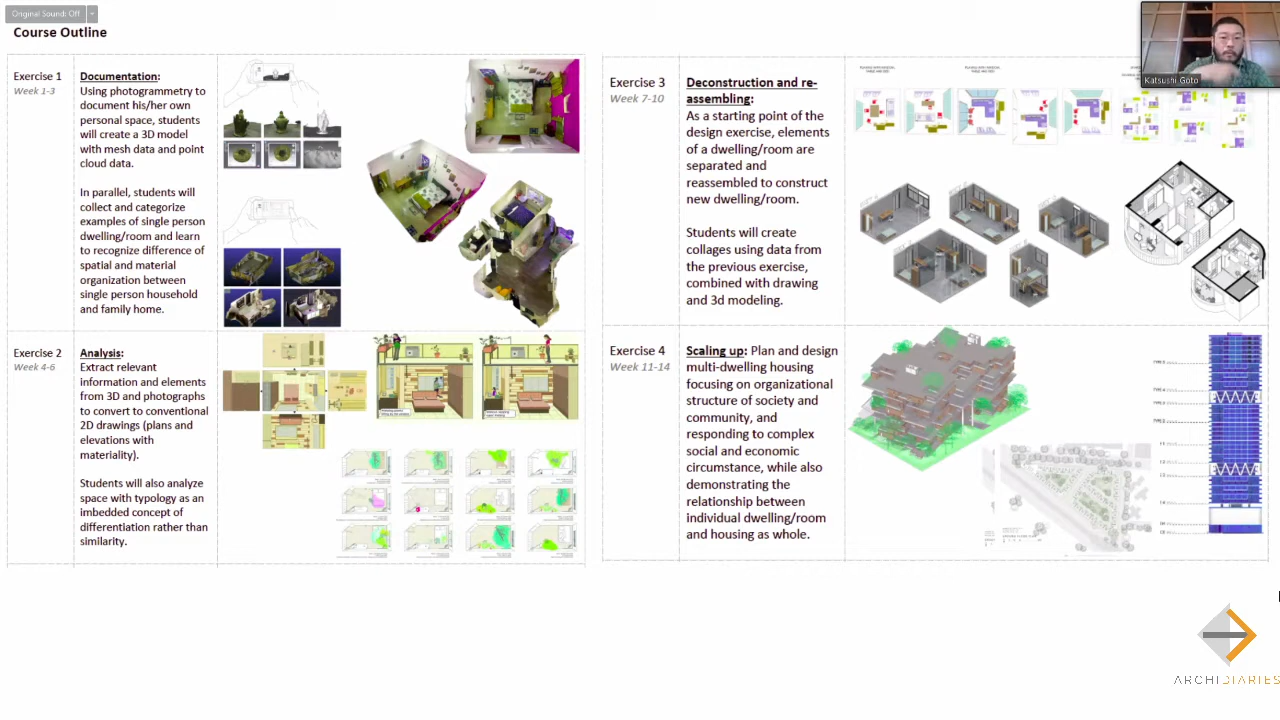 Original Sound: Off
Course Outline
Katsushi Goto
Exercise 1
Week 1-3
Documentation:
Using photogrammetry to
document his/her own
personal space, students
will create a 3D model
with mesh data and point
cloud data.
In parallel, students will
collect and categorize
examples of single person
dwelling/room and learn
to recognize difference of
spatial and material
organization between
single person household
and family home.
Exercise 2
Week 4-6
Analysis:
Extract relevant
information and elements
from 3D and photographs
to convert to conventional
2D drawings (plans and
elevations with
materiality).
Students will also analyze
space with typology as an
imbedded concept of
differentiation rather than
similarity.
Exercise 3
Week 7-10
Deconstruction and re-
assembling:
As a starting point of the
design exercise, elements
of a dwelling/room are
separated and
reassembled to construct
new dwelling/room.
Students will create
collages using data from
the previous exercise,
combined with drawing
and 3d modeling.
Exercise 4
Week 11-14
Scaling up: Plan and design
multi-dwelling housing
focusing on organizational
structure of society and
community, and
responding to complex
social and economic
circumstance, while also
demonstrating the
relationship between
individual dwelling/room
and housing as whole.
ARCHIDIARIES